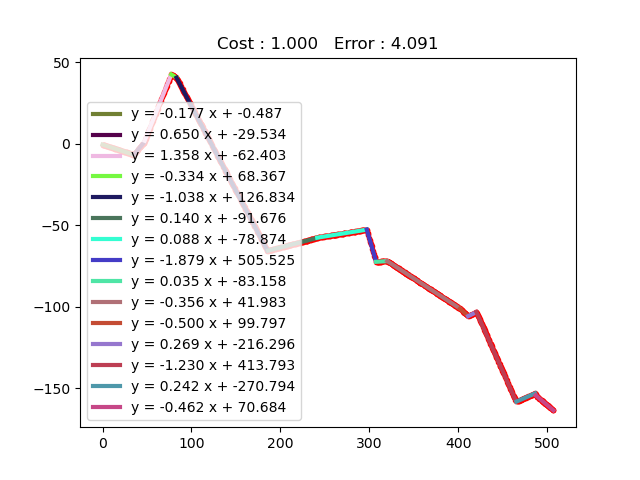 Cost : 1.000   Error : 4.091
50
0
−50
−100
−150
y = -0.177 x + -0.487
y = 0.650 x + -29.534
y = 1.358 x + -62.403
y = -0.334 x + 68.367
y = -1.038 x + 126.834
y = 0.140 x + -91.676
y = 0.088 x + -78.874
y = -1.879 x + 505.525
y = 0.035 x + -83.158
y = -0.356 x + 41.983
y = -0.500 x + 99.797
y = 0.269 x + -216.296
y = -1.230 x + 413.793
y = 0.242 x + -270.794
y = -0.462 x + 70.684
0 100 200 300 400 500